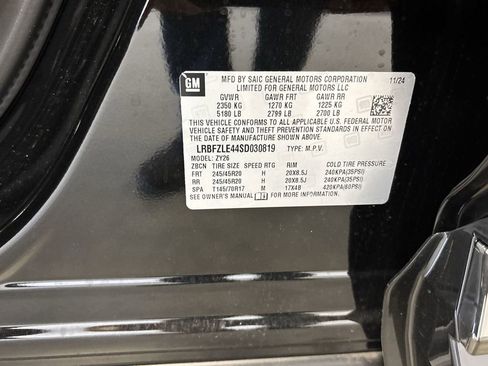 GM
MFD BY SAIC GENERAL MOTORS CORPORATION 11/24
LIMITED FOR GENERAL MOTORS LLC
GVWR GAWR FRT GAWR RR
2350 KG 1270 KG 1225 KG
5180 LB 2799 LB 2700 LB
THIS VEHICLE CONFORMS TO ALL APPLICABLE U.S. FEDERAL MOTOR
VEHICLE SAFETY, BUMPER, AND THEFT PREVENTION STANDARDS IN
EFFECT ON THE DATE OF MANUFACTURE SHOWN ABOVE.
LRBFZLE44SD030819 TYPE: M.P.V.
MODEL: ZY26
ZBCN TIRE SIZE SPEED RTG RIM COLD TIRE PRESSURE
FRT 245/45R20 H 20X8.5J 240KPA(35PSI)
RR 245/45R20 H 20X8.5J 240KPA(35PSI)
SPA T145/70R17 M 17X4B 420KPA(60PSI)
SEE OWNER'S MANUAL FOR MORE INFORMATION.